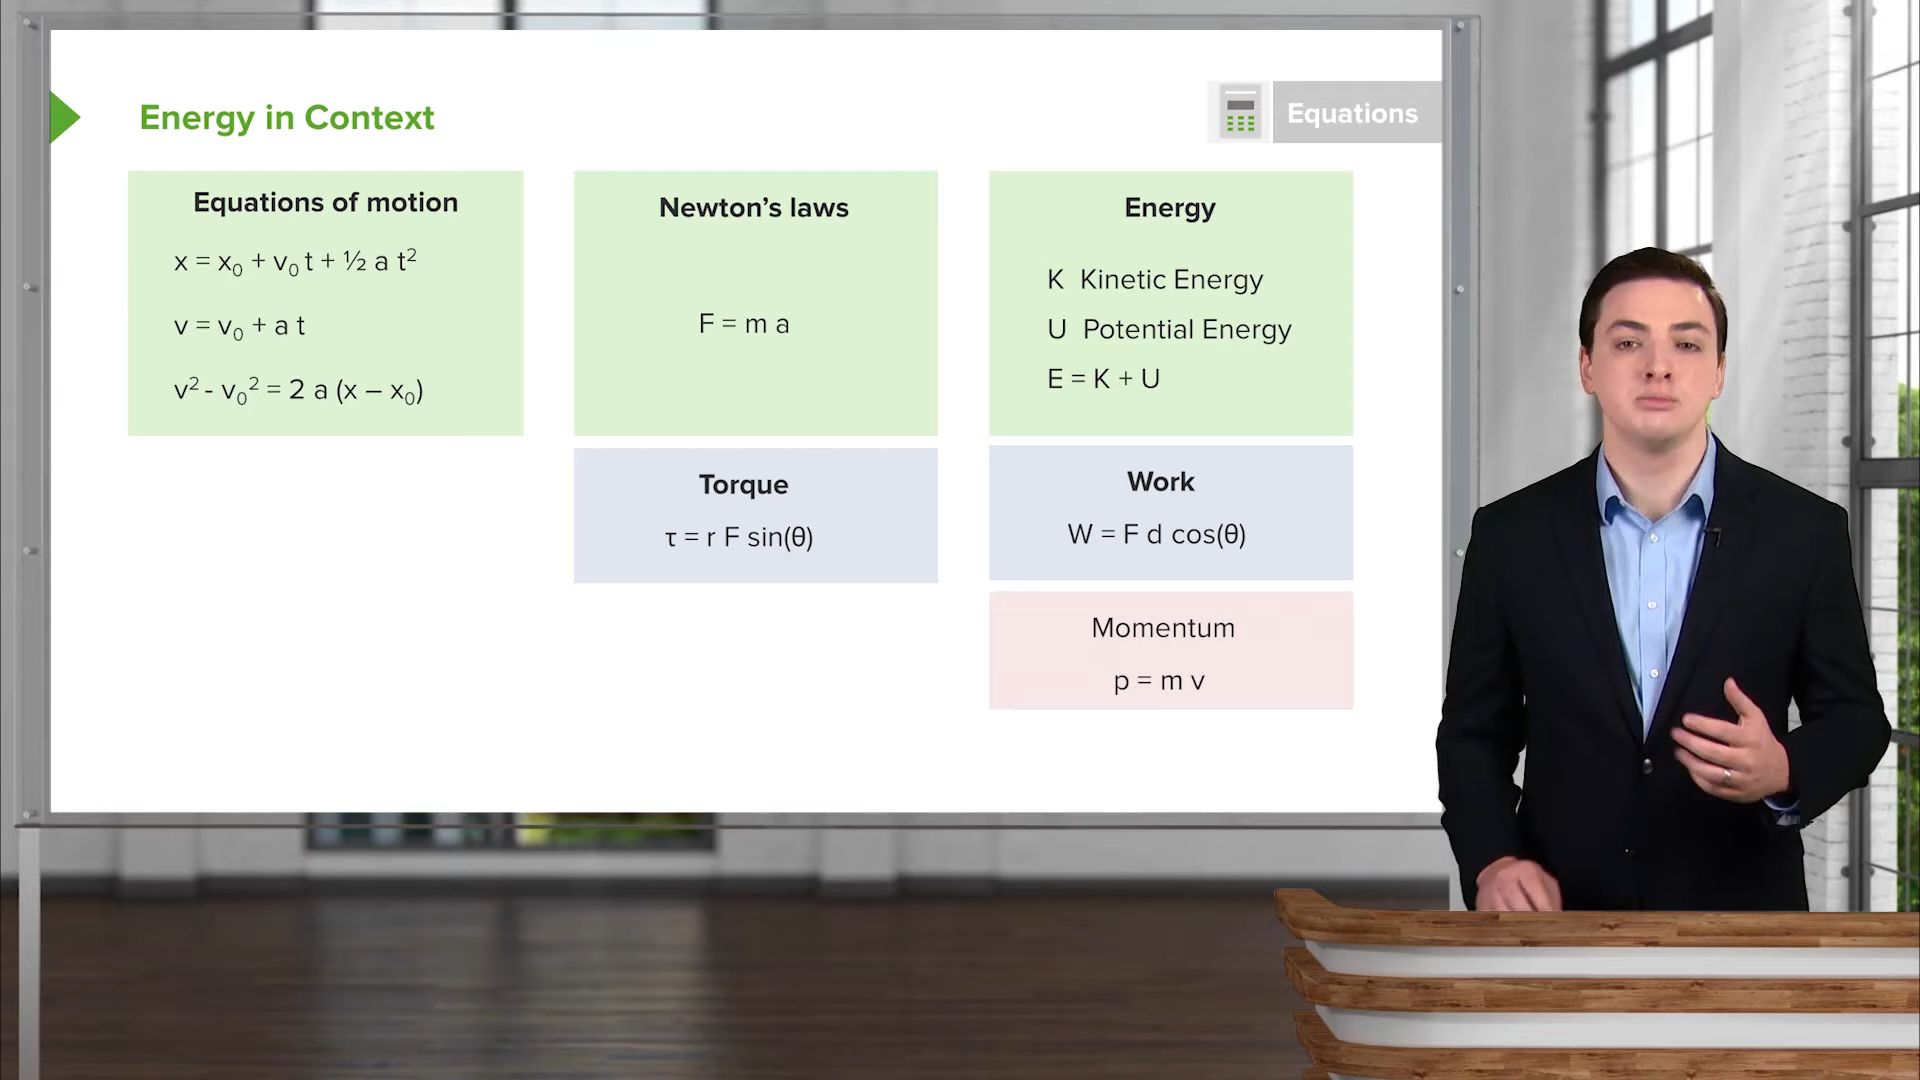 Energy in Context
Equations
Equations of motion
x = x₀ + v₀ t + ½ a t²
v = v₀ + a t
v² - v₀² = 2 a (x – x₀)
Newton’s laws
F = m a
Energy
K Kinetic Energy
U Potential Energy
E = K + U
Torque
τ = r F sin(θ)
Work
W = F d cos(θ)
Momentum
p = m v